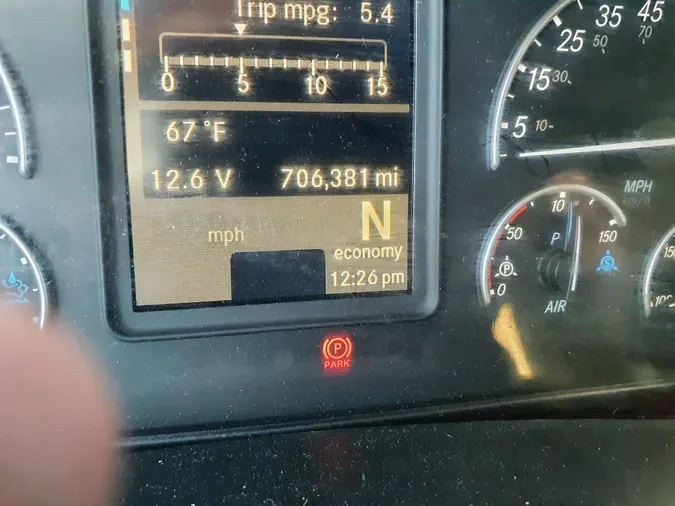 Trip mpg: 5.4
0 5 10 15
67°F
12.6 V 706,381 mi
N
mph
economy
12:26 pm
PARK
P
5 15 25 35 45
10 30 50 70
MPH
km/h
0 50 10 150
P
P
S
AIR